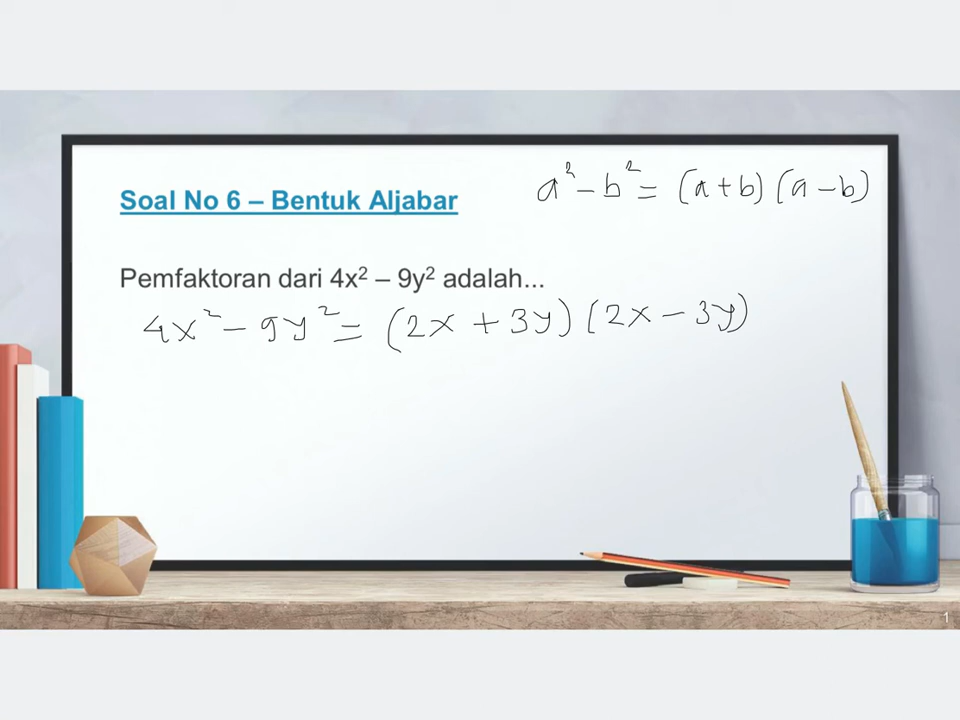 Soal No 6 – Bentuk Aljabar
a² – b² = (a + b) (a – b)
Pemfaktoran dari 4x² – 9y² adalah...
4x² – 9y² = (2x + 3y) (2x – 3y)
1